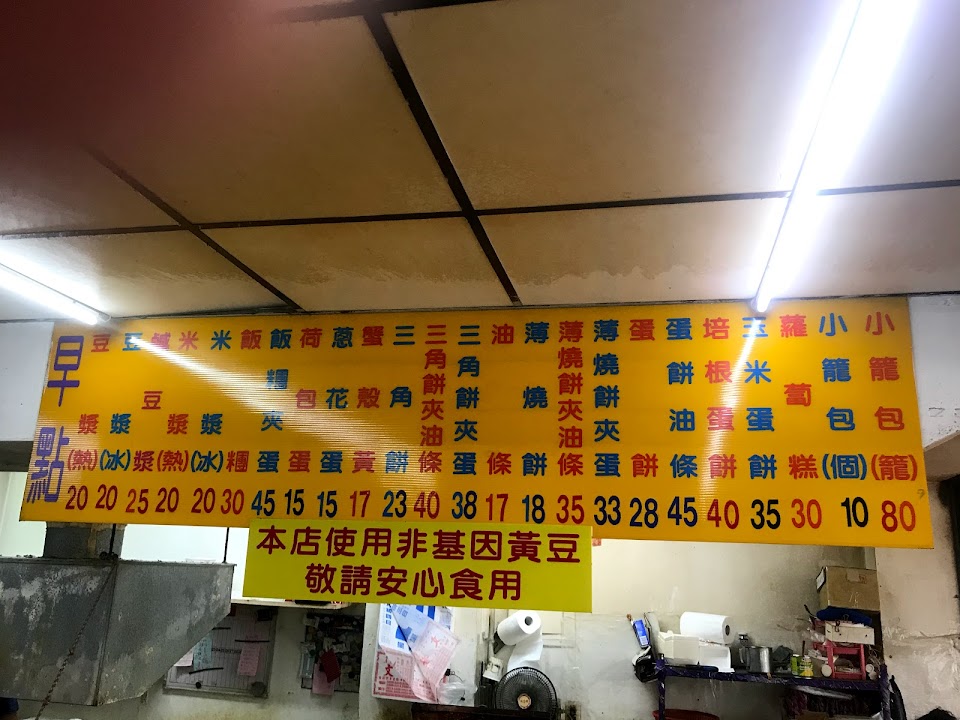 早點
豆漿(熱) 20
豆漿(冰) 20
鹹豆漿 25
米漿(熱) 20
米漿(冰) 20
飯糰 30
飯糰夾蛋 45
荷包蛋 15
蔥花蛋 15
蟹殼黃 17
三角餅 23
三角餅夾油條 40
三角餅夾蛋 38
油條 17
薄燒餅 18
薄燒餅夾油條 35
薄燒餅夾蛋 33
蛋餅 28
蛋餅油條 45
培根蛋餅 40
玉米蛋餅 35
蘿蔔糕 30
小籠包(個) 10
小籠包(籠) 80
本店使用非基因黃豆
敬請安心食用